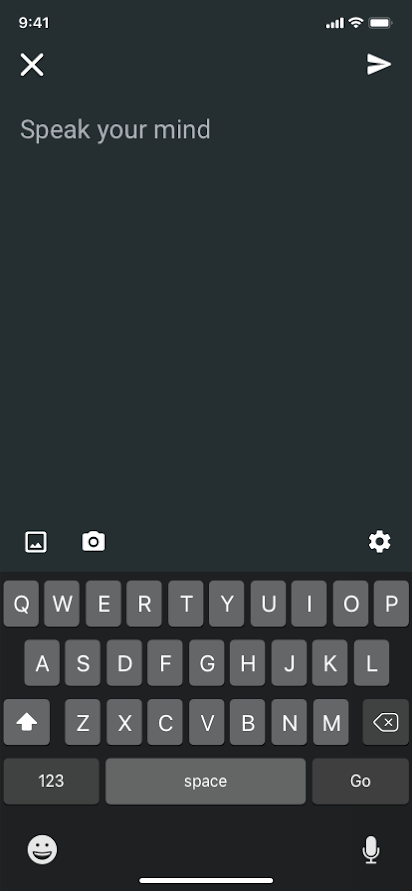 9:41
Speak your mind
Q W E R T Y U I O P
A S D F G H J K L
Z X C V B N M
123 space Go